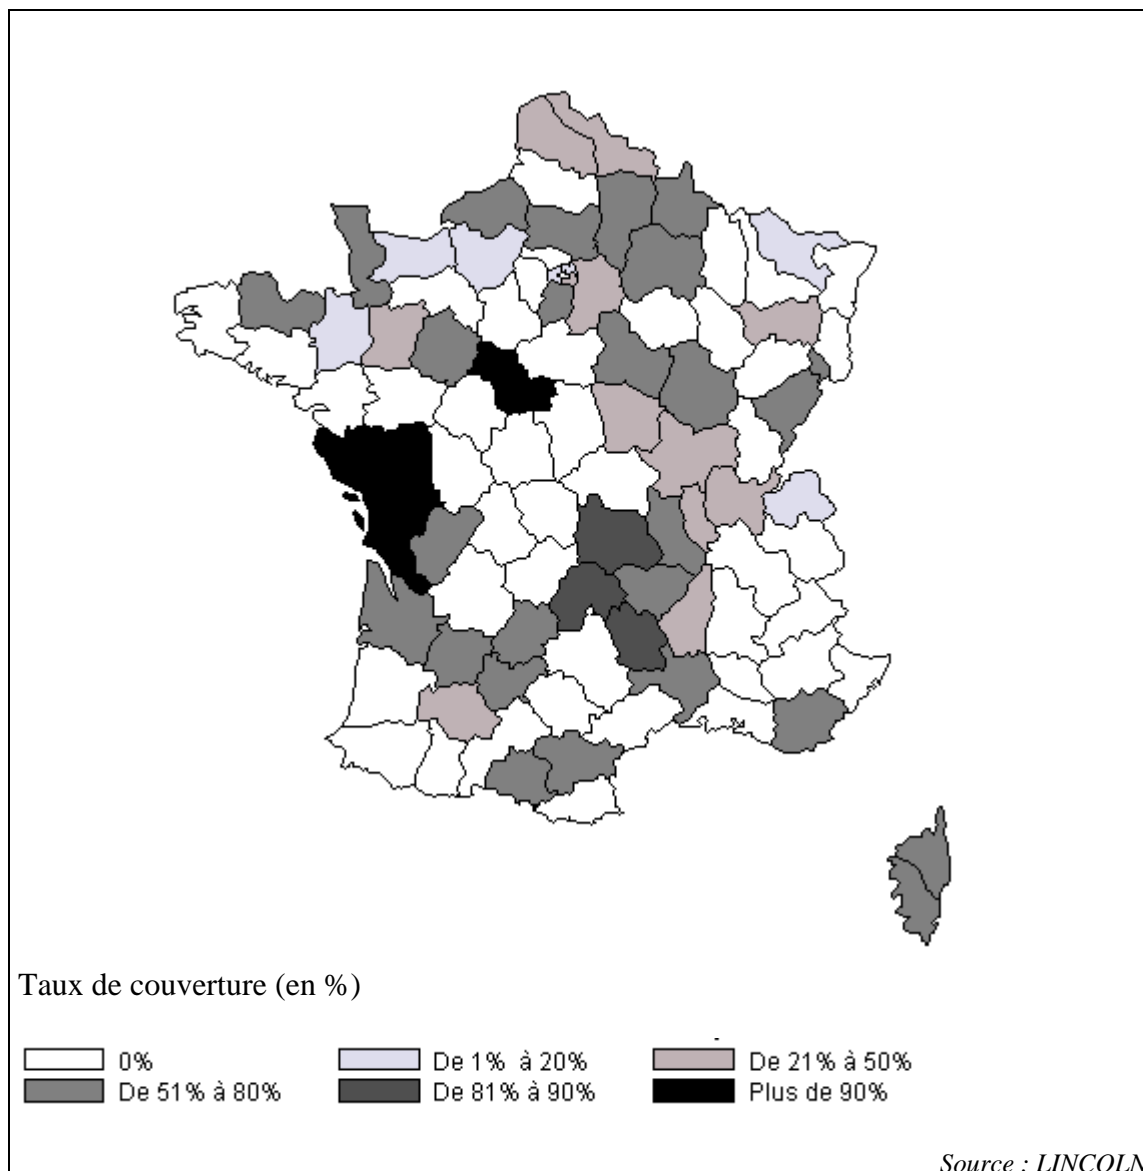 Taux de couverture (en %)
0% De 1% à 20% De 21% à 50%
De 51% à 80% De 81% à 90% Plus de 90%
Source : LINCOLN